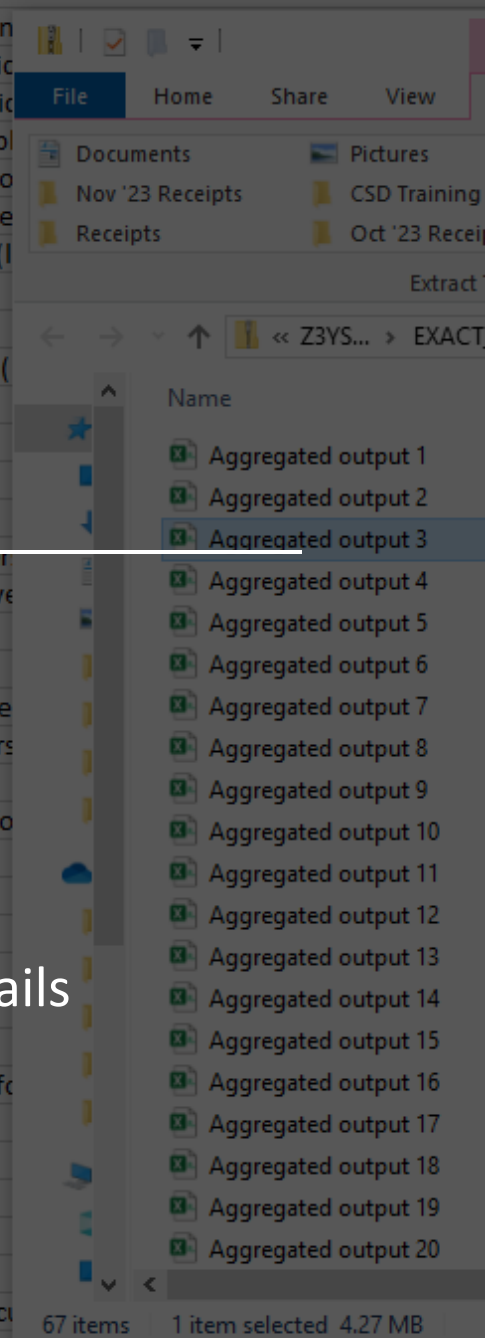 File Home Share View
Documents Pictures
Nov '23 Receipts CSD Training
Receipts Oct '23
Extract
« Z3YS... > EXACT_
Name
Aggregated output 1
Aggregated output 2
Aggregated output 3
Aggregated output 4
Aggregated output 5
Aggregated output 6
Aggregated output 7
Aggregated output 8
Aggregated output 9
Aggregated output 10
Aggregated output 11
Aggregated output 12
Aggregated output 13
ails
Aggregated output 14
Aggregated output 15
Aggregated output 16
Aggregated output 17
Aggregated output 18
Aggregated output 19
Aggregated output 20
67 items 1 item selected 4.27 MB